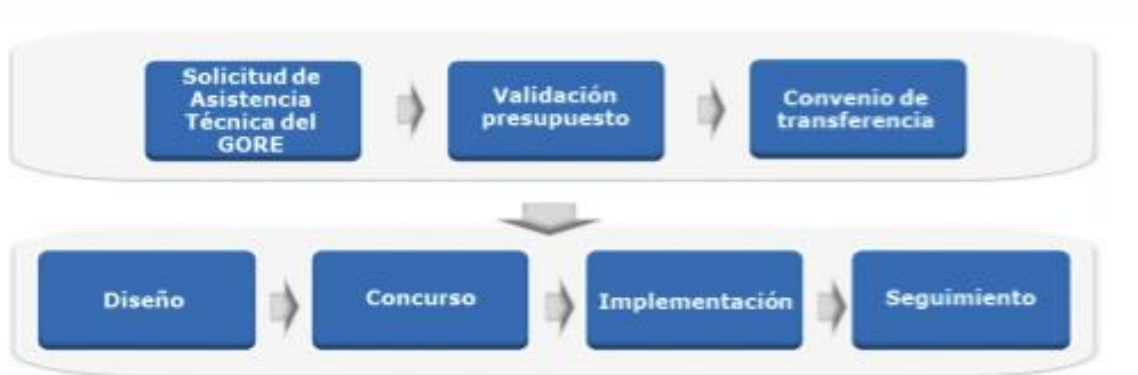 Solicitud de
Asistencia
Técnica del
GORE
Validación
presupuesto
Convenio de
transferencia
Diseño
Concurso
Implementación
Seguimiento